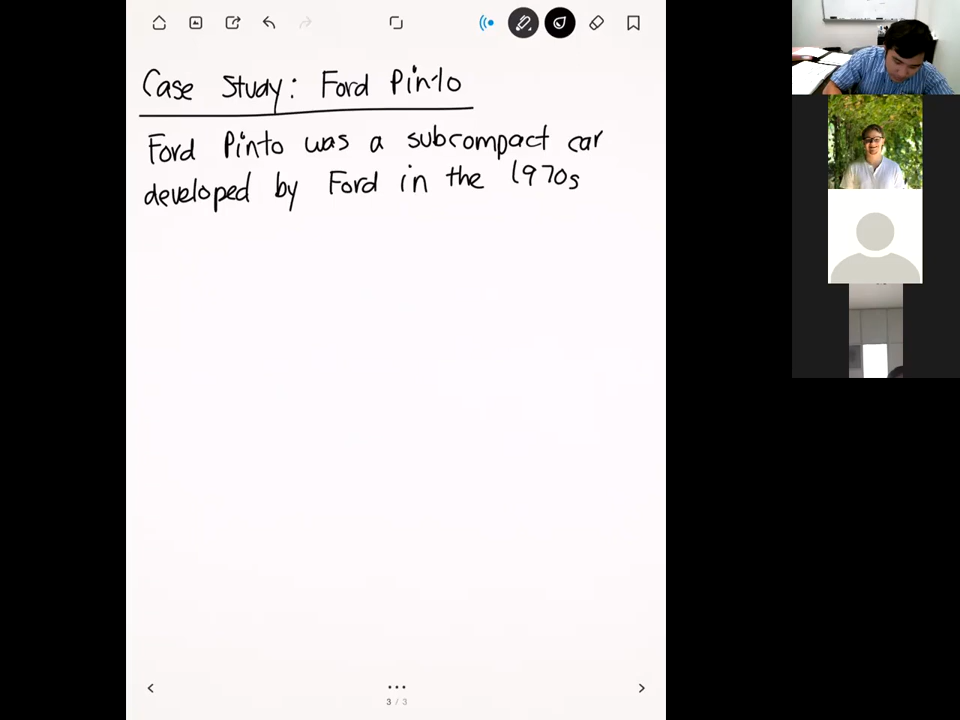 Case Study: Ford Pinto
Ford Pinto was a subcompact car
developed by Ford in the 1970s
3 / 3